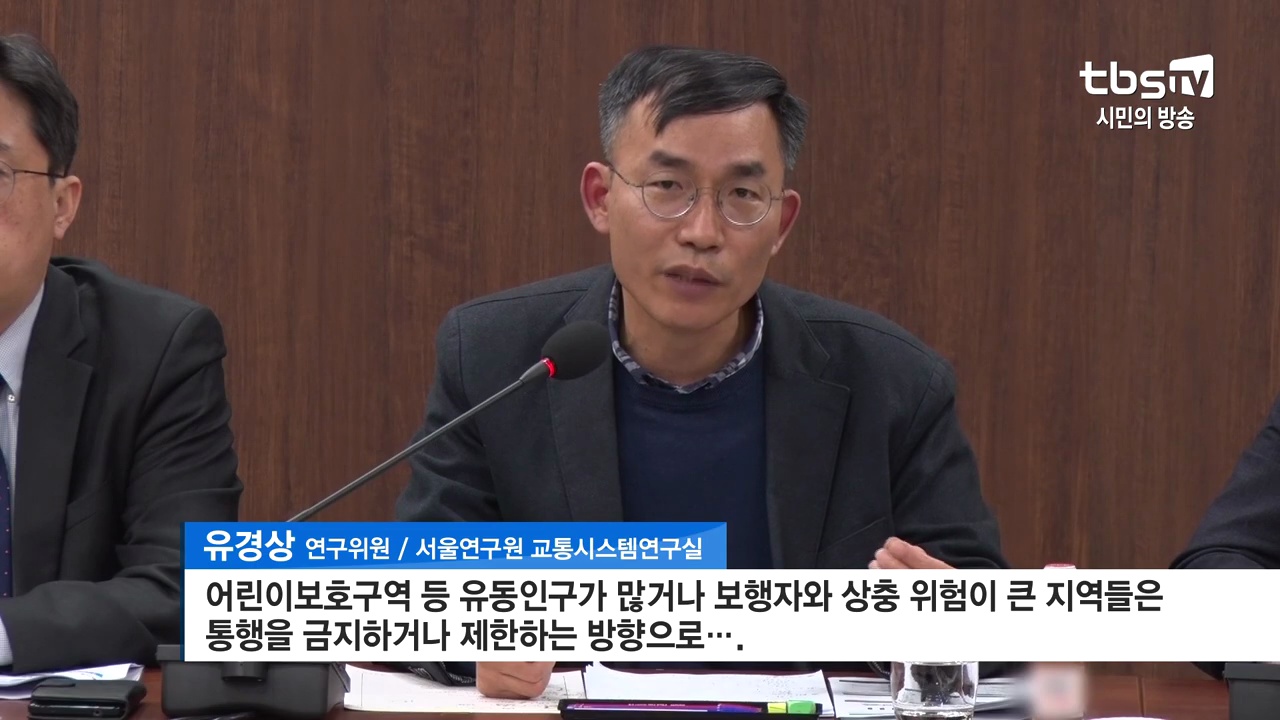 tbsTV
시민의 방송
유경상 연구위원 / 서울연구원 교통시스템연구실
어린이보호구역 등 유동인구가 많거나 보행자와 상충 위험이 큰 지역들은
통행을 금지하거나 제한하는 방향으로….